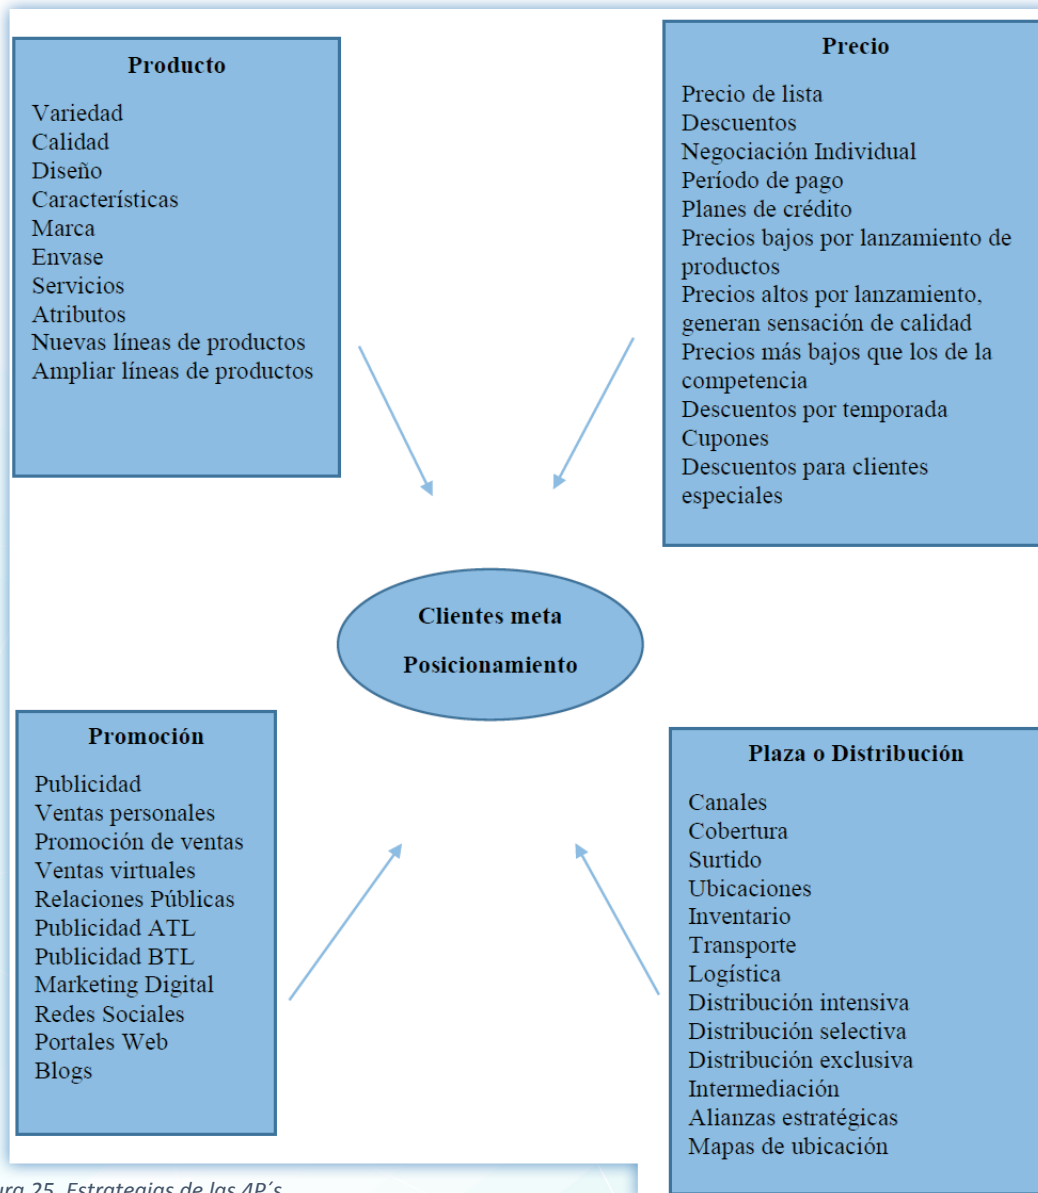 Producto
Variedad
Calidad
Diseño
Características
Marca
Envase
Servicios
Atributos
Nuevas líneas de productos
Ampliar líneas de productos
Precio
Precio de lista
Descuentos
Negociación Individual
Período de pago
Planes de crédito
Precios bajos por lanzamiento de
productos
Precios altos por lanzamiento,
generan sensación de calidad
Precios más bajos que los de la
competencia
Descuentos por temporada
Cupones
Descuentos para clientes
especiales
Clientes meta
Posicionamiento
Promoción
Publicidad
Ventas personales
Promoción de ventas
Ventas virtuales
Relaciones Públicas
Publicidad ATL
Publicidad BTL
Marketing Digital
Redes Sociales
Portales Web
Blogs
Plaza o Distribución
Canales
Cobertura
Surtido
Ubicaciones
Inventario
Transporte
Logística
Distribución intensiva
Distribución selectiva
Distribución exclusiva
Intermediación
Alianzas estratégicas
Mapas de ubicación
25. Estrategias de las 4P´s